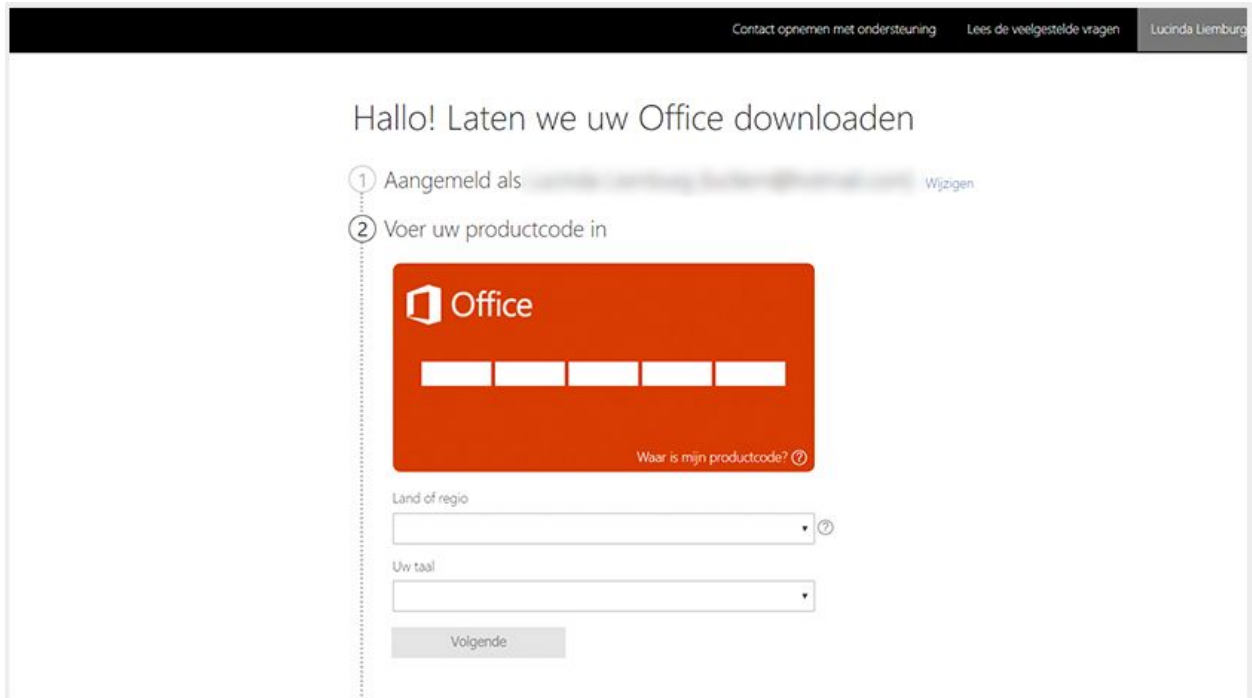 Contact opnemen met ondersteuning Lees de veelgestelde vragen Lucinda Liemburg
Hallo! Laten we uw Office downloaden
1 Aangemeld als Wijzigen
2 Voer uw productcode in
Office
Waar is mijn productcode? ?
Land of regio
?
Uw taal
Volgende